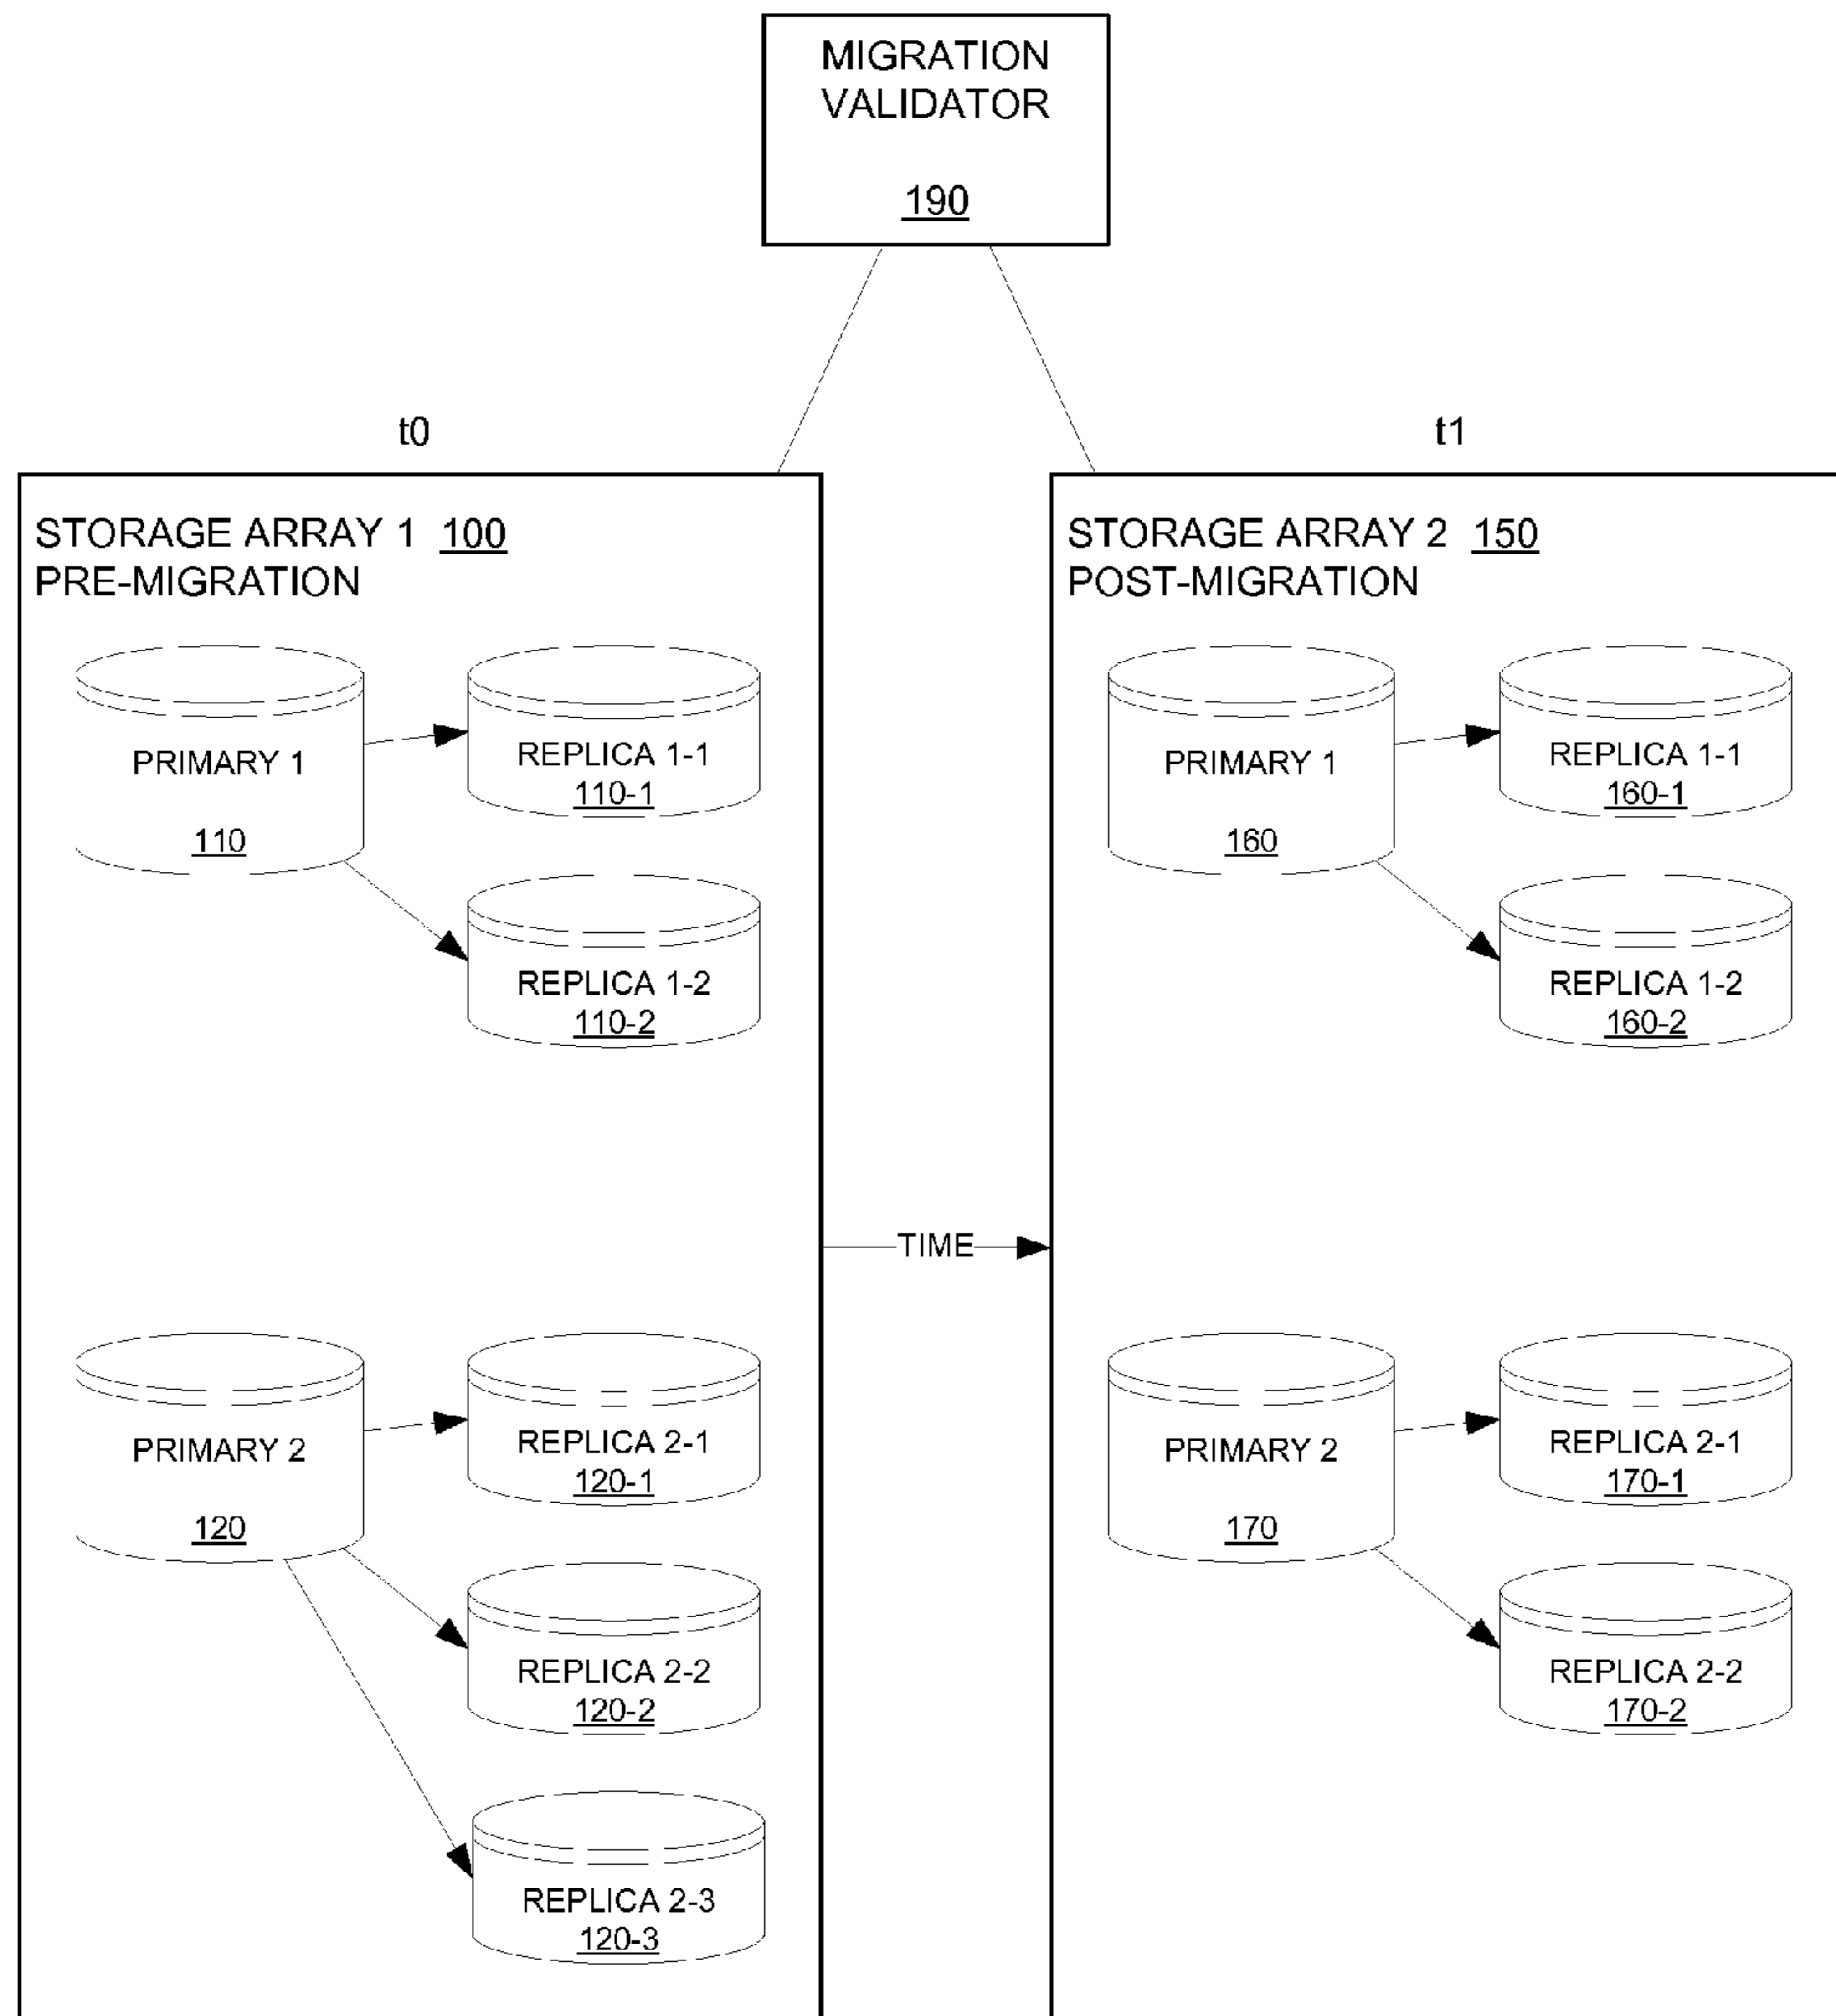 MIGRATION
VALIDATOR
190
t0
t1
STORAGE ARRAY 1 100
PRE-MIGRATION
PRIMARY 1
110
REPLICA 1-1
110-1
REPLICA 1-2
110-2
PRIMARY 2
120
REPLICA 2-1
120-1
REPLICA 2-2
120-2
REPLICA 2-3
120-3
TIME
STORAGE ARRAY 2 150
POST-MIGRATION
PRIMARY 1
160
REPLICA 1-1
160-1
REPLICA 1-2
160-2
PRIMARY 2
170
REPLICA 2-1
170-1
REPLICA 2-2
170-2